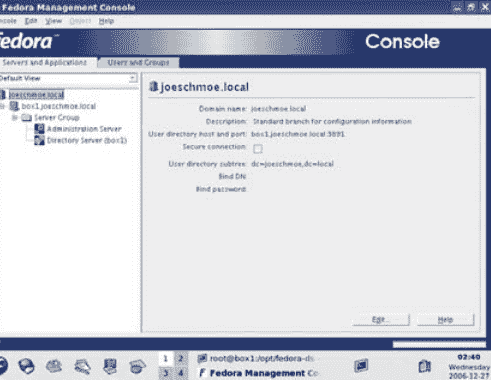 Fedora Management Console
nsole Edit View Object Help
fedora Console
Servers and Applications Users and Groups
Default View
joeschmoe.local
box1.joeschmoe.local
Server Group
Administration Server
Directory Server (box1)
joeschmoe.local
Domain name: joeschmoe.local
Description: Standard branch for configuration information
User directory host and port: box1.joeschmoe.local:3891
Secure connection:
User directory subtree: dc=joeschmoe,dc=local
Bind DN:
Bind password:
Edit... Help
1 2
3 4
root@box1:/opt/fedora-ds
Fedora Management Co
02:40
Wednesday
2006-12-27